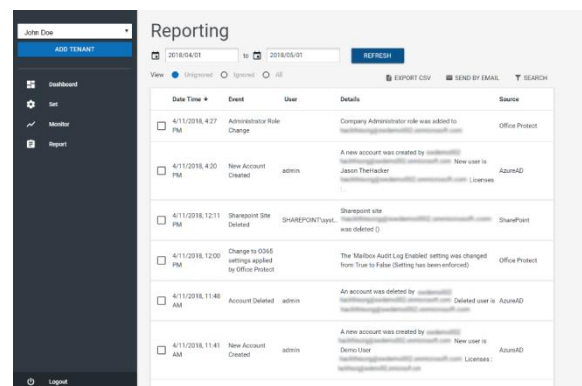 John Doe
ADD TENANT
Dashboard
Set
Monitor
Report
Logout
Reporting
2018/04/01 to 2018/05/01 REFRESH
View Unignored Ignored All
EXPORT CSV SEND BY EMAIL SEARCH
Date Time Event User Details Source
4/11/2018, 4:27 PM
Administrator Role Change
Company Administrator role was added to
Office Protect
4/11/2018, 4:20 PM
New Account Created
admin
A new account was created by
New user is
Jason TheHacker
Licenses
:
AzureAD
4/11/2018, 12:11 PM
Sharepoint Site Deleted
SHAREPOINT\syst...
Sharepoint site
was deleted ()
SharePoint
4/11/2018, 12:00 PM
Change to O365 settings applied by Office Protect
The 'Mailbox Audit Log Enabled' setting was changed
from True to False (Setting has been enforced)
Office Protect
4/11/2018, 11:48 AM
Account Deleted
admin
An account was deleted by
Deleted user is
AzureAD
4/11/2018, 11:41 AM
New Account Created
admin
A new account was created by
New user is
Demo User
Licenses :
AzureAD